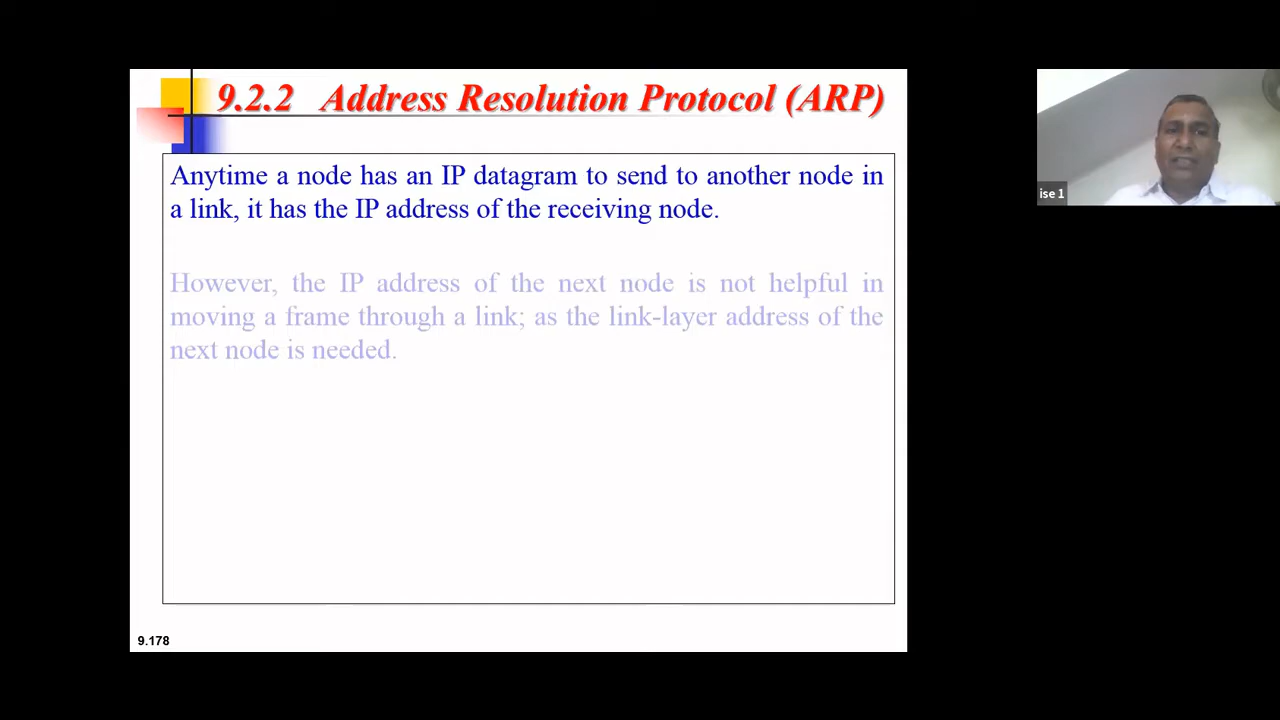 9.2.2 Address Resolution Protocol (ARP)
Anytime a node has an IP datagram to send to another node in
a link, it has the IP address of the receiving node.
However, the IP address of the next node is not helpful in
moving a frame through a link; as the link-layer address of the
next node is needed.
9.178
ise 1